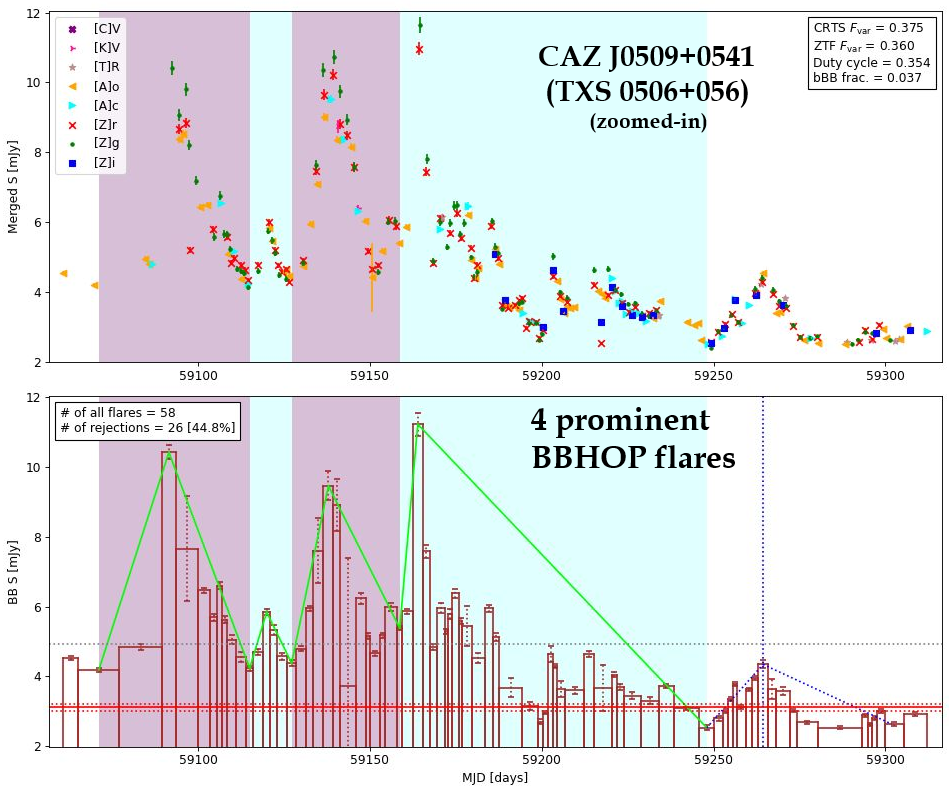 12
10
8
6
4
2
Merged S [mJy]
[C]V
[K]V
[T]R
[A]o
[A]c
[Z]r
[Z]g
[Z]i
CAZ J0509+0541
(TXS 0506+056)
(zoomed-in)
CRTS Fvar = 0.375
ZTF Fvar = 0.360
Duty cycle = 0.354
bBB frac. = 0.037
59100
59150
59200
59250
59300
12
10
8
6
4
2
BB S [mJy]
# of all flares = 58
# of rejections = 26 [44.8%]
4 prominent
BBHOP flares
59100
59150
59200
59250
59300
MJD [days]